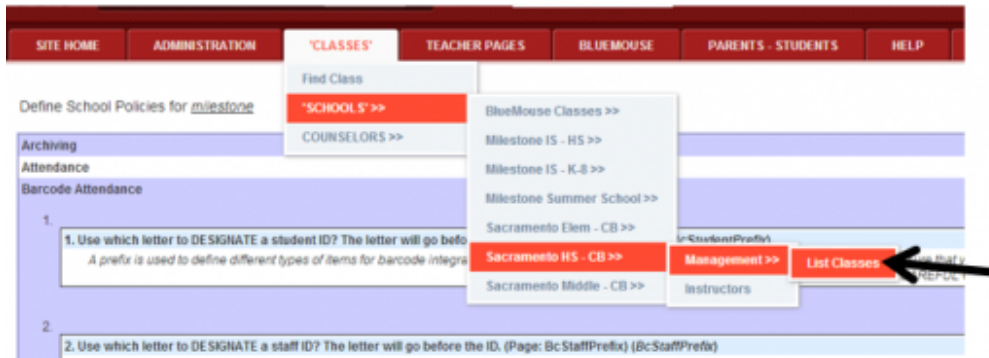 SITE HOME ADMINISTRATION 'CLASSES' TEACHER PAGES BLUEMOUSE PARENTS - STUDENTS HELP
Find Class
'SCHOOLS' >>
COUNSELORS >>
BlueMouse Classes >>
Milestone IS - HS >>
Milestone IS - K-8 >>
Milestone Summer School >>
Sacramento Elem - CB >>
Sacramento HS - CB >>
Sacramento Middle - CB >>
Management >>
Instructors
List Classes
Define School Policies for milestone
Archiving
Attendance
Barcode Attendance
1.
1. Use which letter to DESIGNATE a student ID? The letter will go befo cStudentPrefix)
A prefix is used to define different types of items for barcode integra
2.
2. Use which letter to DESIGNATE a staff ID? The letter will go before the ID. (Page: BcStaffPrefix) (BcStaffPrefix)